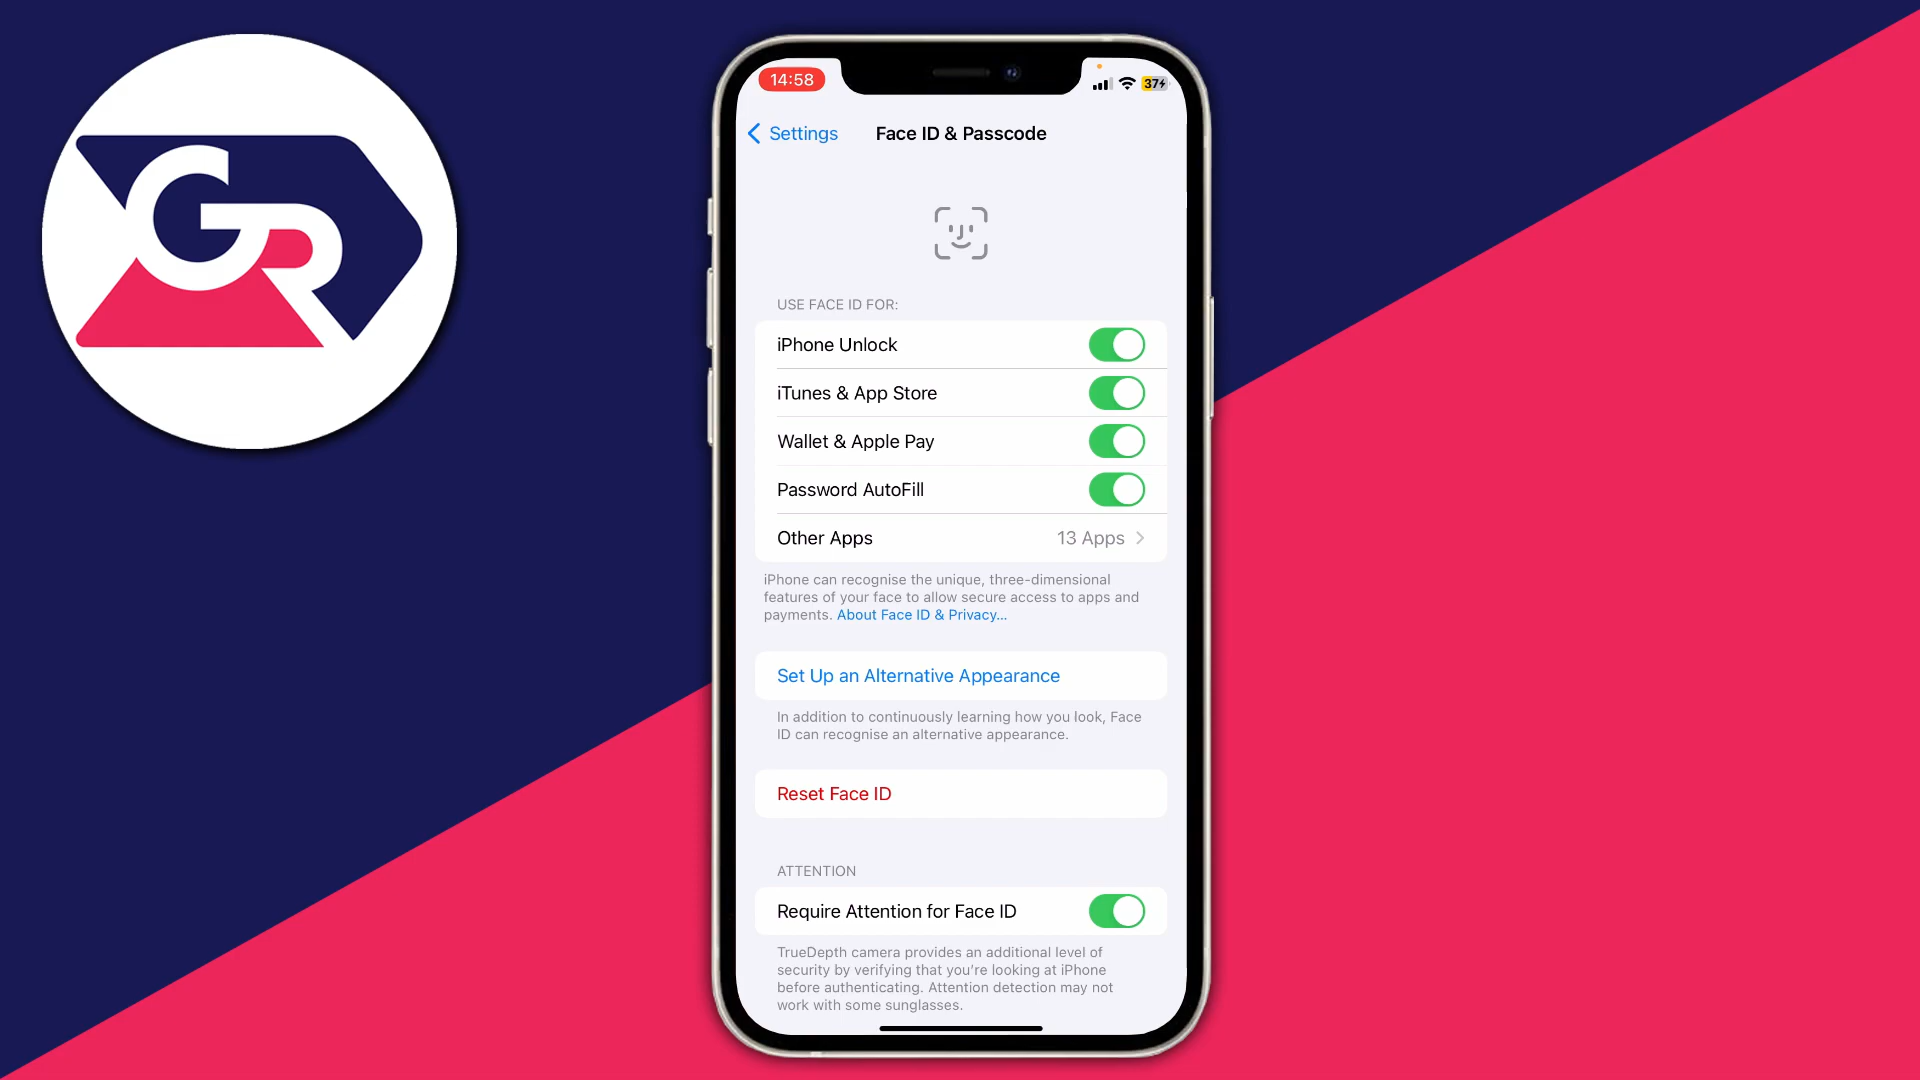 GR
14:58
37
Settings
Face ID & Passcode
USE FACE ID FOR:
iPhone Unlock
iTunes & App Store
Wallet & Apple Pay
Password AutoFill
Other Apps
13 Apps
iPhone can recognise the unique, three-dimensional
features of your face to allow secure access to apps and
payments. About Face ID & Privacy...
Set Up an Alternative Appearance
In addition to continuously learning how you look, Face
ID can recognise an alternative appearance.
Reset Face ID
ATTENTION
Require Attention for Face ID
TrueDepth camera provides an additional level of
security by verifying that you're looking at iPhone
before authenticating. Attention detection may not
work with some sunglasses.